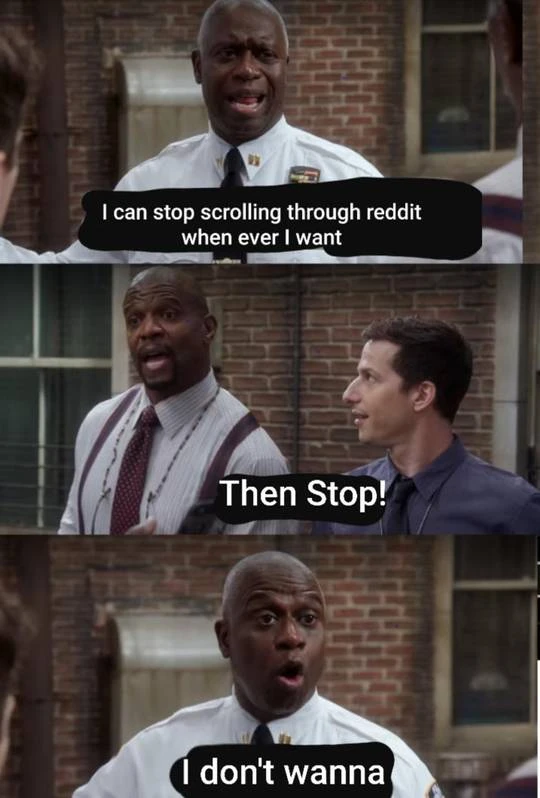 I can stop scrolling through reddit
when ever I want
Then Stop!
I don't wanna